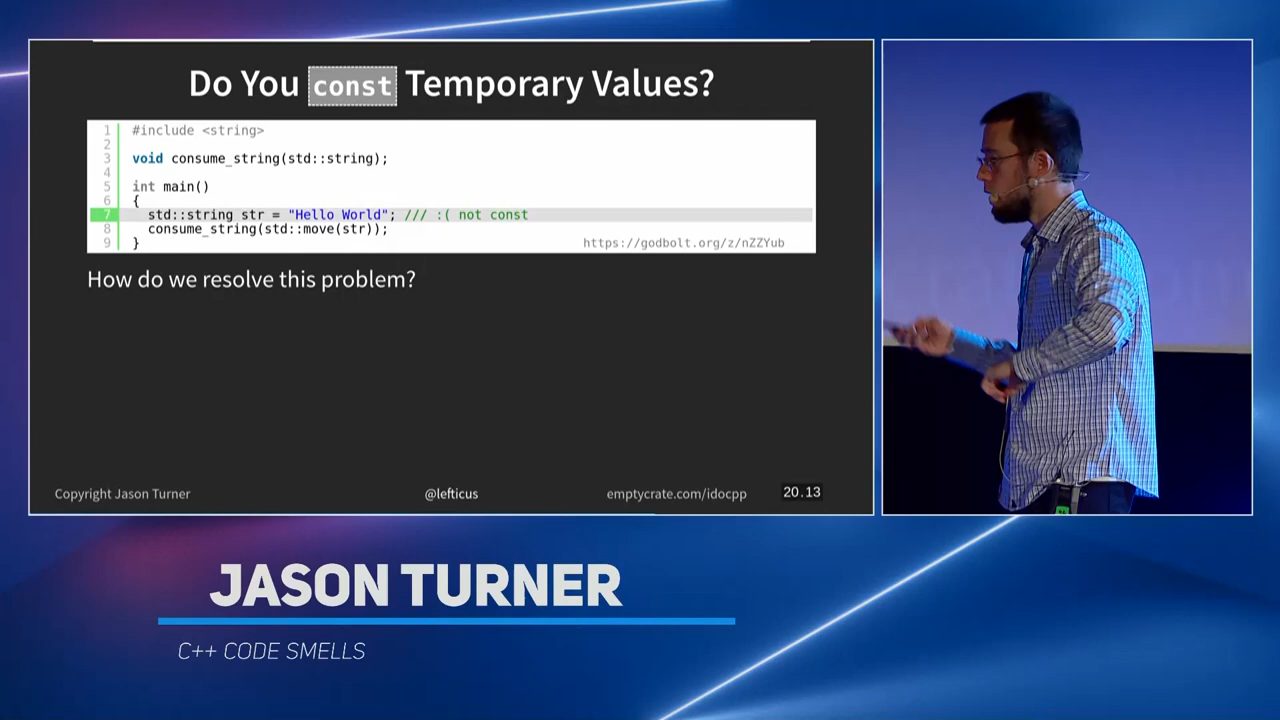 Do You const Temporary Values?
1 #include <string>
2
3 void consume_string(std::string);
4
5 int main()
6 {
7 std::string str = "Hello World"; /// :( not const
8 consume_string(std::move(str));
9 }
https://godbolt.org/z/nZZYub
How do we resolve this problem?
Copyright Jason Turner
@lefticus
emptycrate.com/idocpp
20.13
JASON TURNER
C++ CODE SMELLS